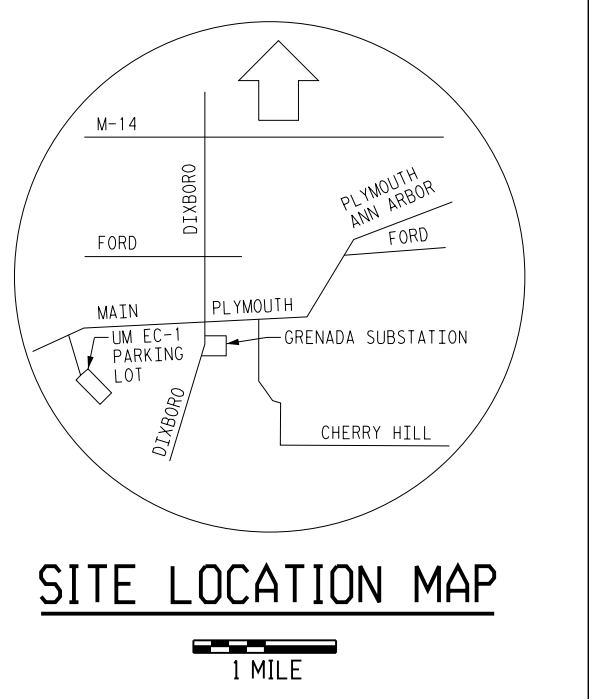 M-14
DIXBORO
PLYMOUTH
ANN ARBOR
FORD
FORD
MAIN
PLYMOUTH
UM EC-1
PARKING
LOT
GRENADA SUBSTATION
DIXBORO
CHERRY HILL
SITE LOCATION MAP
1 MILE